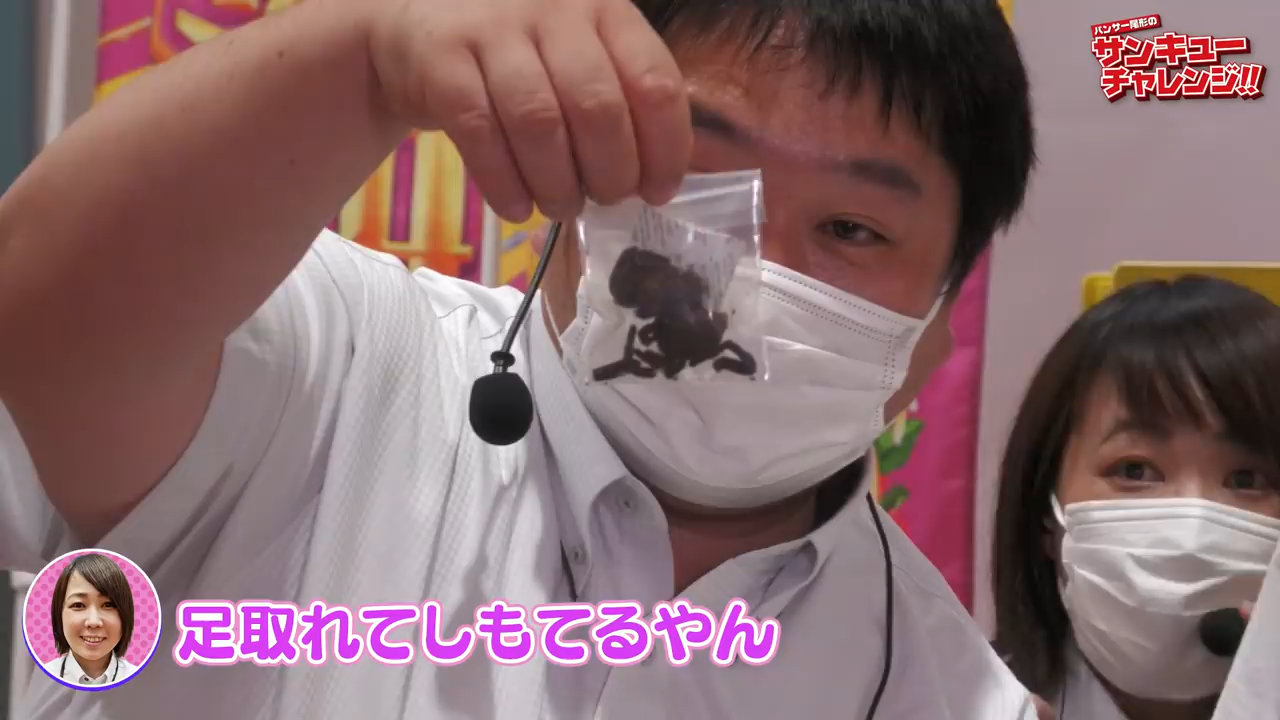 パンサー尾形の
サンキュー
チャレンジ!!
足取れてしもてるやん